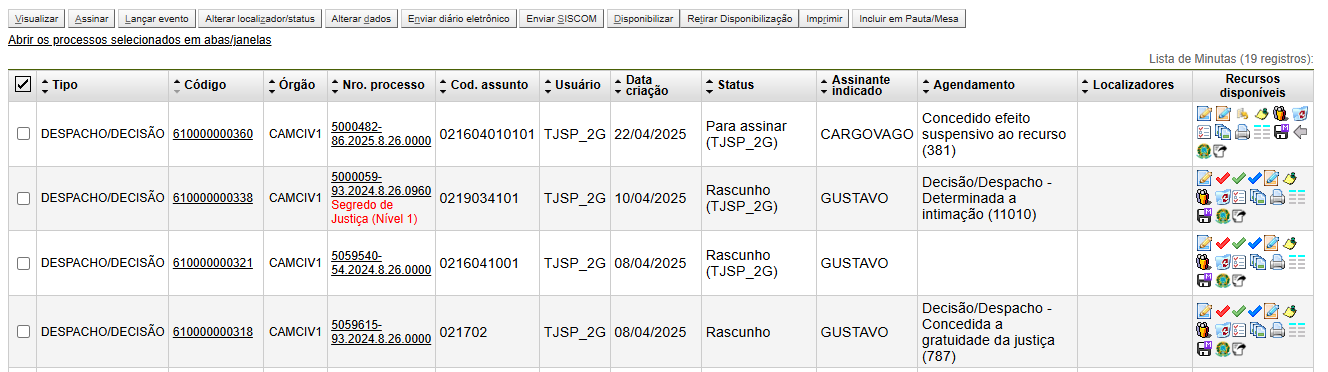 Visualizar Assinar Lançar evento Alterar localizador/status Alterar dados Enviar diário eletrônico Enviar SISCOM Disponibilizar Retirar Disponibilização Imprimir Incluir em Pauta/Mesa
Abrir os processos selecionados em abas/janelas
Lista de Minutas (19 registros):
Tipo Código Órgão Nro. processo Cod. assunto Usuário Data criação Status Assinante indicado Agendamento Localizadores Recursos disponíveis
DESPACHO/DECISÃO 610000000360 CAMCIV1 5000482-86.2025.8.26.0000 021604010101 TJSP_2G 22/04/2025 Para assinar (TJSP_2G) CARGOVAGO Concedido efeito suspensivo ao recurso (381)
DESPACHO/DECISÃO 610000000338 CAMCIV1 5000059-93.2024.8.26.0960 Segredo de Justiça (Nível 1) 0219034101 TJSP_2G 10/04/2025 Rascunho (TJSP_2G) GUSTAVO Decisão/Despacho - Determinada a intimação (11010)
DESPACHO/DECISÃO 610000000321 CAMCIV1 5059540-54.2024.8.26.0000 0216041001 TJSP_2G 08/04/2025 Rascunho (TJSP_2G) GUSTAVO
DESPACHO/DECISÃO 610000000318 CAMCIV1 5059615-93.2024.8.26.0000 021702 TJSP_2G 08/04/2025 Rascunho GUSTAVO Decisão/Despacho - Concedida a gratuidade da justiça (787)